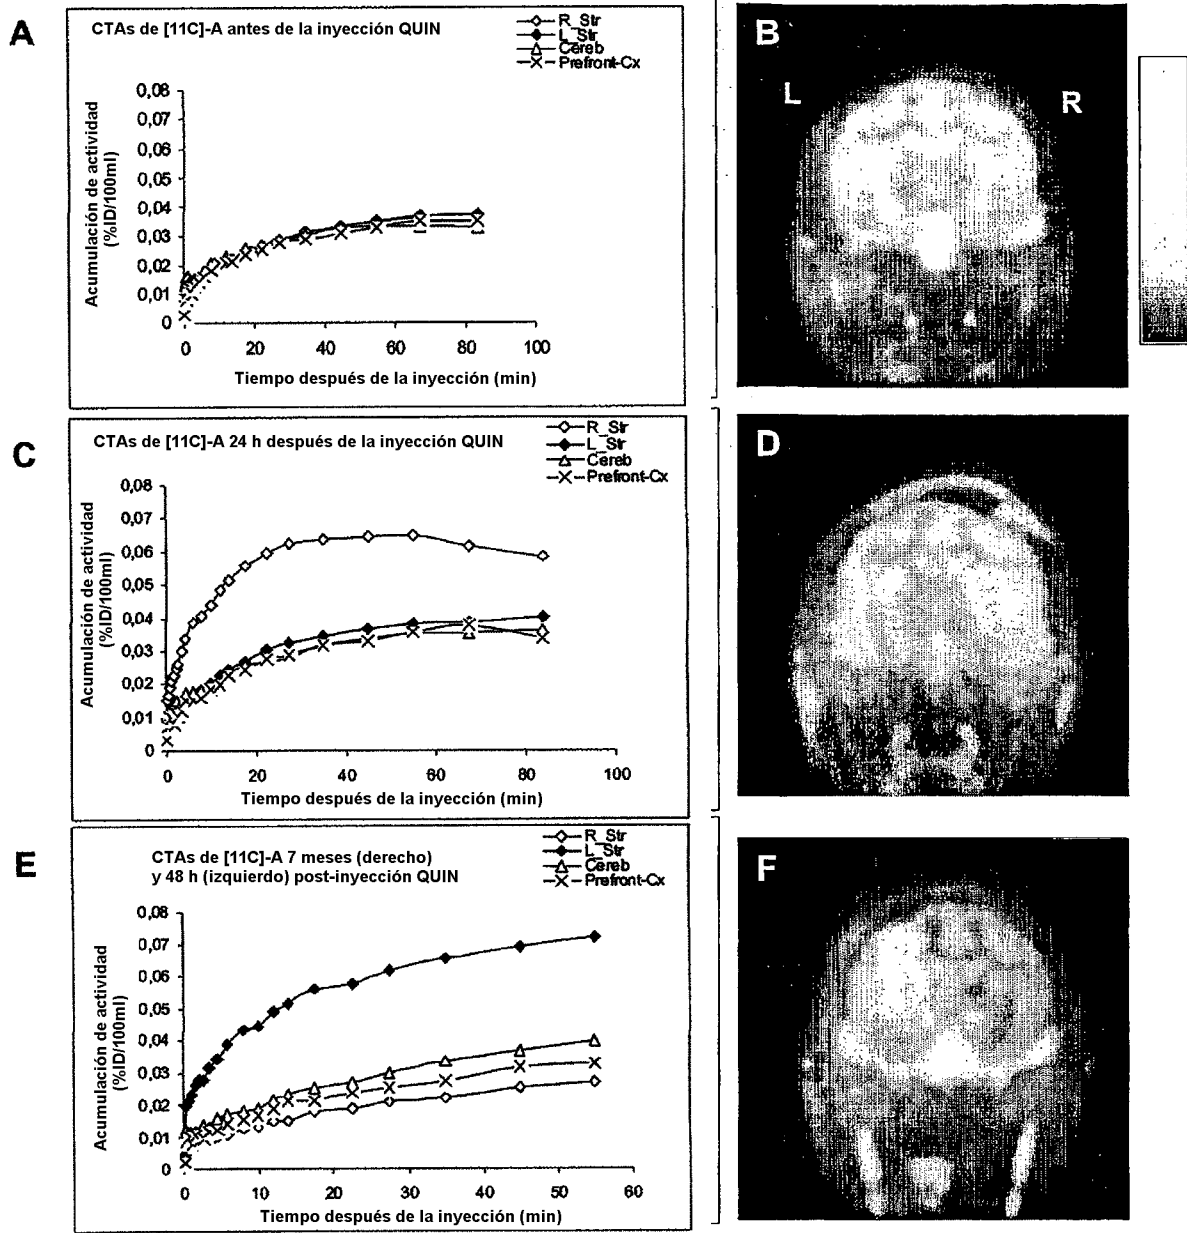 A
CTAs de [11C]-A antes de la inyección QUIN
R_Str
L_Str
Cereb
Prefront-Cx
Acumulación de actividad
(%ID/100ml)
0,08
0,07
0,06
0,05
0,04
0,03
0,02
0,01
0
0 20 40 60 80 100
Tiempo después de la inyección (min)
B
L
R
C
CTAs de [11C]-A 24 h después de la inyección QUIN
R_Str
L_Str
Cereb
Prefront-Cx
Acumulación de actividad
(%ID/100ml)
0,08
0,07
0,06
0,05
0,04
0,03
0,02
0,01
0
0 20 40 60 80 100
Tiempo después de la inyección (min)
D
E
CTAs de [11C]-A 7 meses (derecho)
y 48 h (izquierdo) post-inyección QUIN
R_Str
L_Str
Cereb
Prefront-Cx
Acumulación de actividad
(%ID/100ml)
0,08
0,07
0,06
0,05
0,04
0,03
0,02
0,01
0
0 10 20 30 40 50 60
Tiempo después de la inyección (min)
F